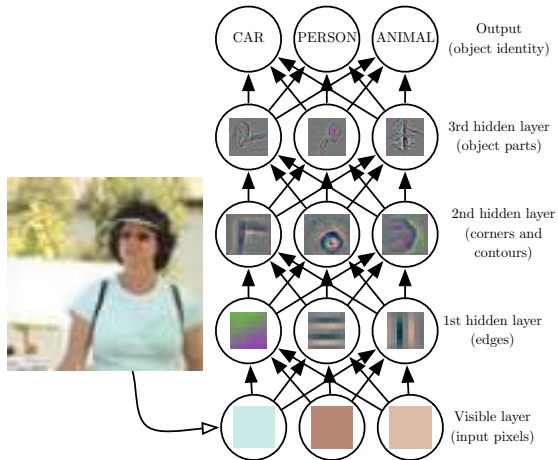 CAR PERSON ANIMAL
Output
(object identity)
3rd hidden layer
(object parts)
2nd hidden layer
(corners and
contours)
1st hidden layer
(edges)
Visible layer
(input pixels)